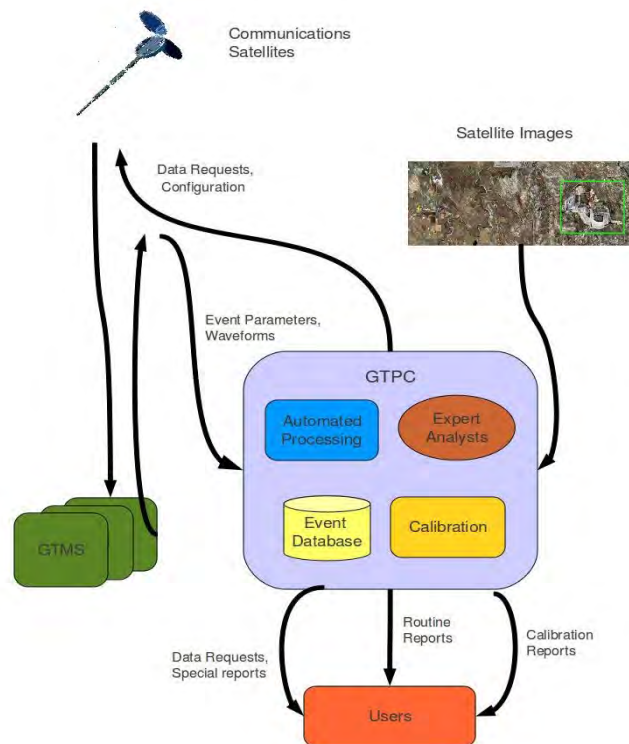 Communications
Satellites
Satellite Images
Data Requests,
Configuration
Event Parameters,
Waveforms
GTPC
Automated
Processing
Expert
Analysts
GTMS
Event
Database
Calibration
Routine
Reports
Data Requests,
Special reports
Calibration
Reports
Users